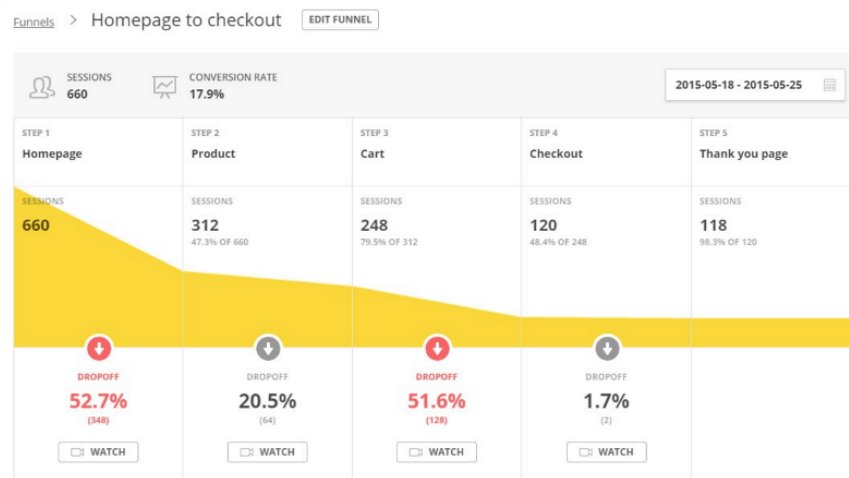 Funnels > Homepage to checkout EDIT FUNNEL
SESSIONS
660
CONVERSION RATE
17.9%
2015-05-18 - 2015-05-25
STEP 1
Homepage
STEP 2
Product
STEP 3
Cart
STEP 4
Checkout
STEP 5
Thank you page
SESSIONS
660
SESSIONS
312
47.3% OF 660
SESSIONS
248
79.5% OF 312
SESSIONS
120
48.4% OF 248
SESSIONS
118
98.3% OF 120
DROPOFF
52.7%
(348)
WATCH
DROPOFF
20.5%
(64)
WATCH
DROPOFF
51.6%
(128)
WATCH
DROPOFF
1.7%
(2)
WATCH